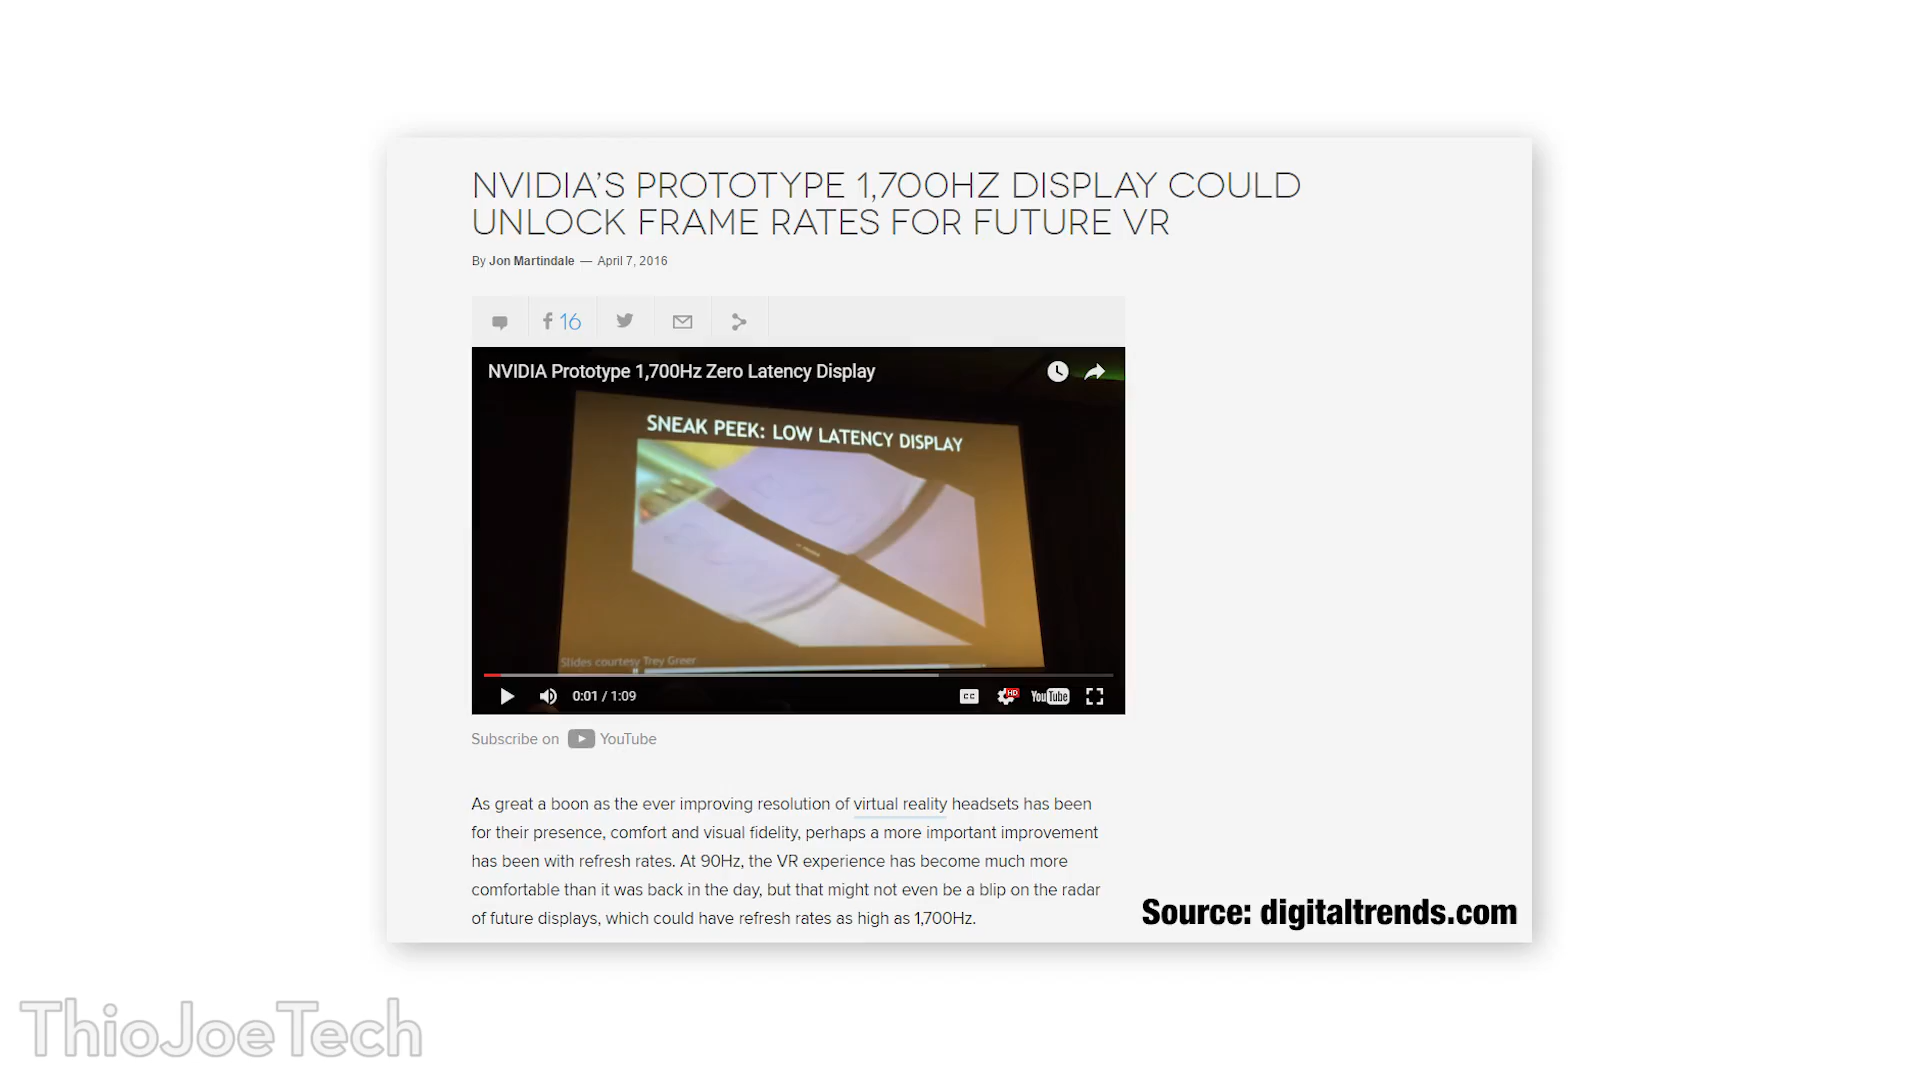 NVIDIA'S PROTOTYPE 1,700HZ DISPLAY COULD
UNLOCK FRAME RATES FOR FUTURE VR
By Jon Martindale — April 7, 2016
16
NVIDIA Prototype 1,700Hz Zero Latency Display
SNEAK PEEK: LOW LATENCY DISPLAY
Slides courtesy Trey Greer
0:01 / 1:09
CC
HD
YouTube
Subscribe on YouTube
As great a boon as the ever improving resolution of virtual reality headsets has been
for their presence, comfort and visual fidelity, perhaps a more important improvement
has been with refresh rates. At 90Hz, the VR experience has become much more
comfortable than it was back in the day, but that might not even be a blip on the radar
of future displays, which could have refresh rates as high as 1,700Hz.
Source: digitaltrends.com
ThioJoeTech